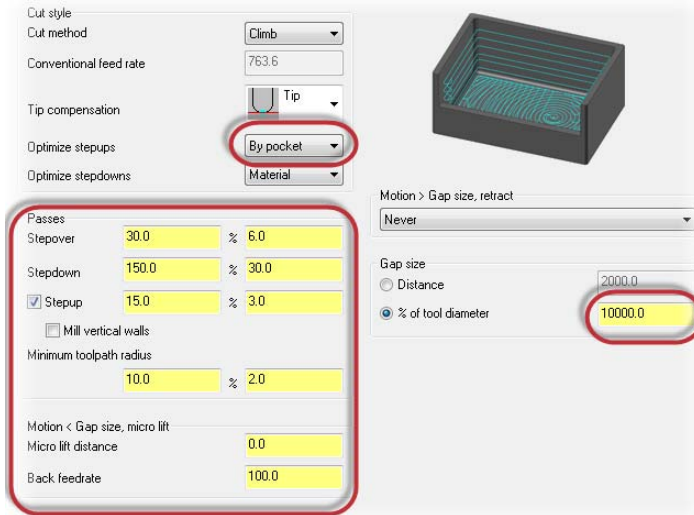 Cut style
Cut method Climb
Conventional feed rate 763.6
Tip compensation Tip
Optimize stepups By pocket
Optimize stepdowns Material
Passes
Stepover 30.0 % 6.0
Stepdown 150.0 % 30.0
Stepup 15.0 % 3.0
Mill vertical walls
Minimum toolpath radius
10.0 % 2.0
Motion < Gap size, micro lift
Micro lift distance 0.0
Back feedrate 100.0
Motion > Gap size, retract
Never
Gap size
Distance 2000.0
% of tool diameter 10000.0